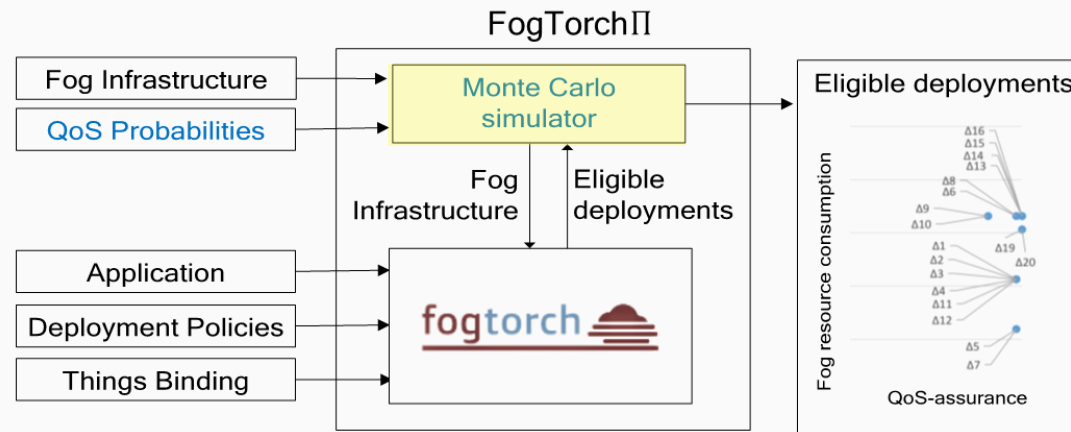 FogTorchΠ
Fog Infrastructure
QoS Probabilities
Monte Carlo
simulator
Fog
Infrastructure
Eligible
deployments
Application
Deployment Policies
Things Binding
fogtorch
Eligible deployments
Fog resource consumption
Δ16
Δ15
Δ14
Δ13
Δ8
Δ6
Δ9
Δ10
Δ19
Δ20
Δ1
Δ2
Δ3
Δ4
Δ11
Δ12
Δ5
Δ7
QoS-assurance